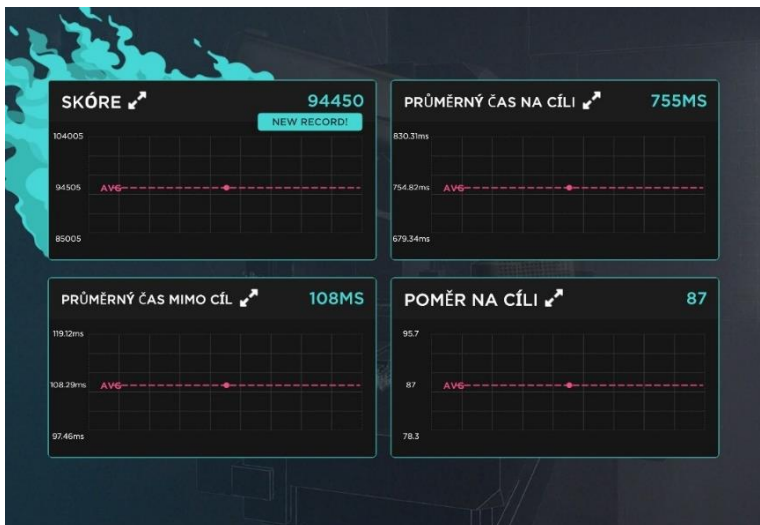 SKÓRE 94450
NEW RECORD!
104005
94505 AVG
85005
PRŮMĚRNÝ ČAS NA CÍLI 755MS
830.31ms
754.82ms AVG
679.34ms
PRŮMĚRNÝ ČAS MIMO CÍL 108MS
119.12ms
108.29ms AVG
97.46ms
POMĚR NA CÍLI 87
95.7
87 AVG
78.3